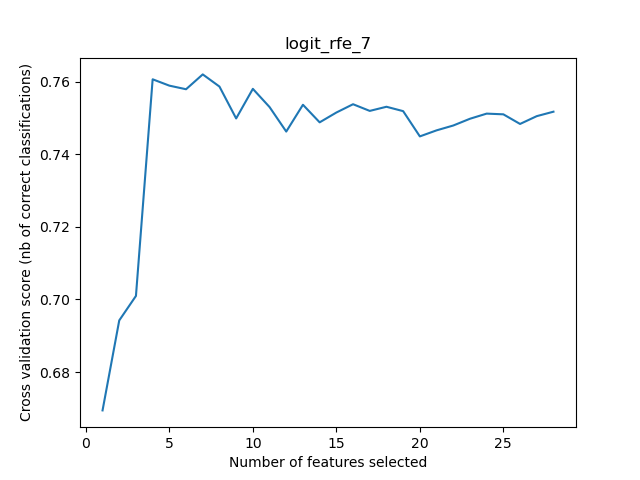 logit_rfe_7
Cross validation score (nb of correct classifications)
0.76
0.74
0.72
0.70
0.68
0 5 10 15 20 25
Number of features selected